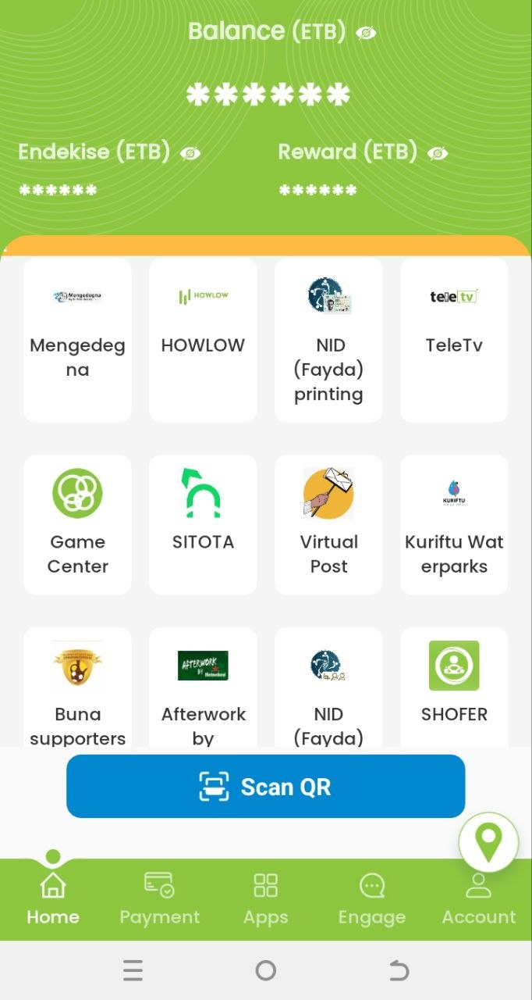 Balance (ETB)
******
Endekise (ETB)
Reward (ETB)
******
******
Mengedegna
HOWLOW
tele tv
Mengedeg
na
HOWLOW
NID
(Fayda)
printing
TeleTv
KURIFTU
Game
Center
SITOTA
Virtual
Post
Kuriftu Wat
erparks
AFTERWORK
BY Heineken
Buna
supporters
Afterwork
by
NID
(Fayda)
SHOFER
Scan QR
Home
Payment
Apps
Engage
Account